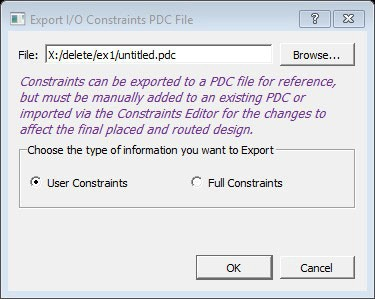 Export I/O Constraints PDC File
File: X:/delete/ex1/untitled.pdc Browse...
Constraints can be exported to a PDC file for reference,
but must be manually added to an existing PDC or
imported via the Constraints Editor for the changes to
affect the final placed and routed design.
Choose the type of information you want to Export
User Constraints Full Constraints
OK Cancel